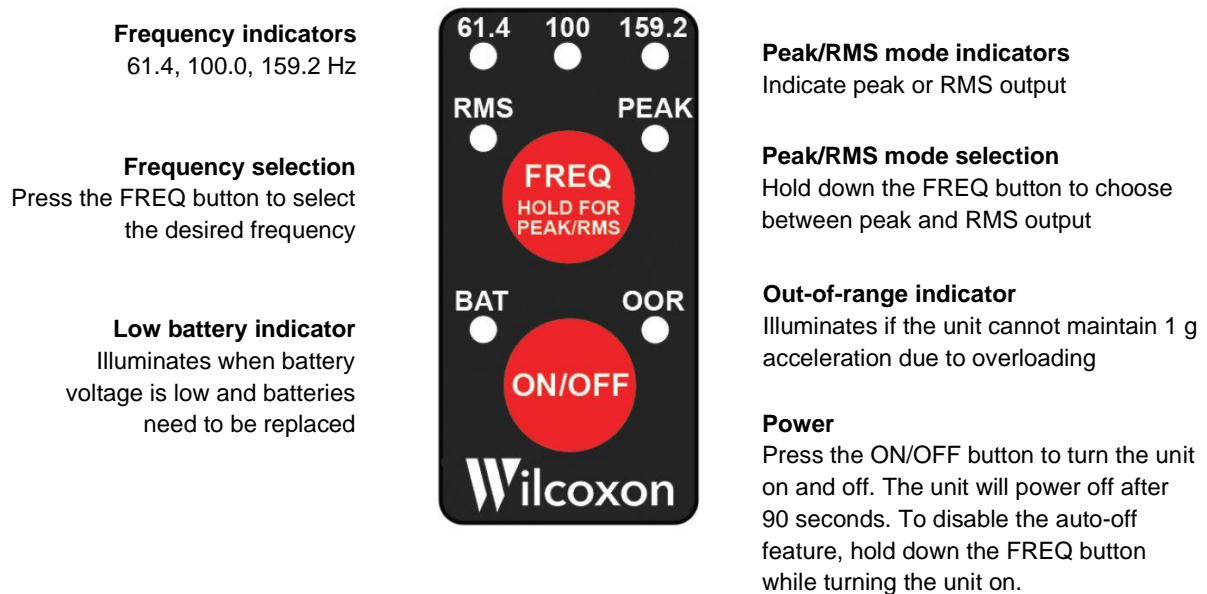 Frequency indicators
61.4, 100.0, 159.2 Hz
Frequency selection
Press the FREQ button to select
the desired frequency
Low battery indicator
Illuminates when battery
voltage is low and batteries
need to be replaced
61.4 100 159.2
RMS PEAK
FREQ
HOLD FOR
PEAK/RMS
BAT OOR
ON/OFF
Wilcoxon
Peak/RMS mode indicators
Indicate peak or RMS output
Peak/RMS mode selection
Hold down the FREQ button to choose
between peak and RMS output
Out-of-range indicator
Illuminates if the unit cannot maintain 1 g
acceleration due to overloading
Power
Press the ON/OFF button to turn the unit
on and off. The unit will power off after
90 seconds. To disable the auto-off
feature, hold down the FREQ button
while turning the unit on.